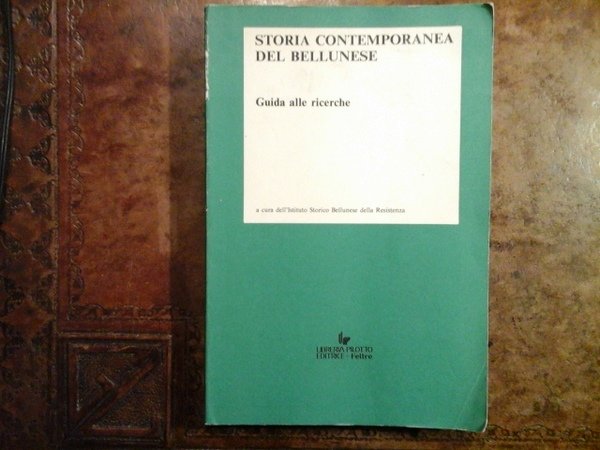 STORIA CONTEMPORANEA
DEL BELLUNESE
Guida alle ricerche
a cura dell'Istituto Storico Bellunese della Resistenza
LIBRERIA PILOTTO
EDITRICE - Feltre